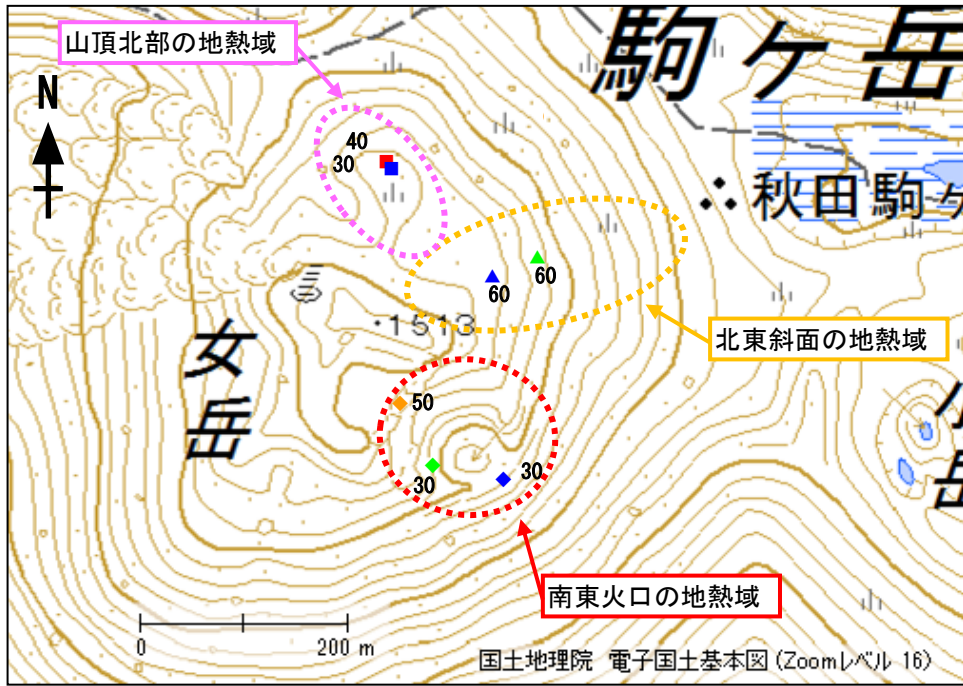 山頂北部の地熱域
駒ヶ岳
N
40
30
秋田駒ヶ
60
60
・1513
北東斜面の地熱域
女岳
小岳
50
30
30
南東火口の地熱域
0
200 m
国土地理院 電子国土基本図(Zoomレベル 16)